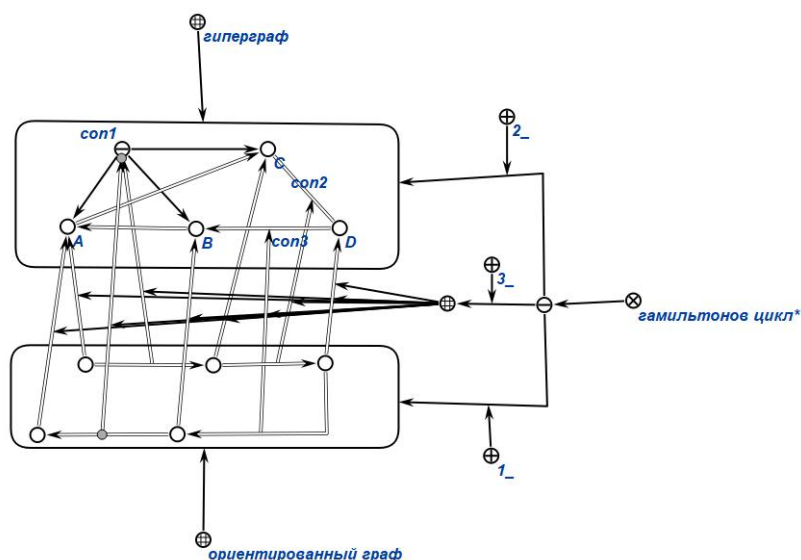 гиперграф
con1
2_
C
con2
A
B
con3
D
3_
гамильтонов цикл*
1_
ориентированный граф